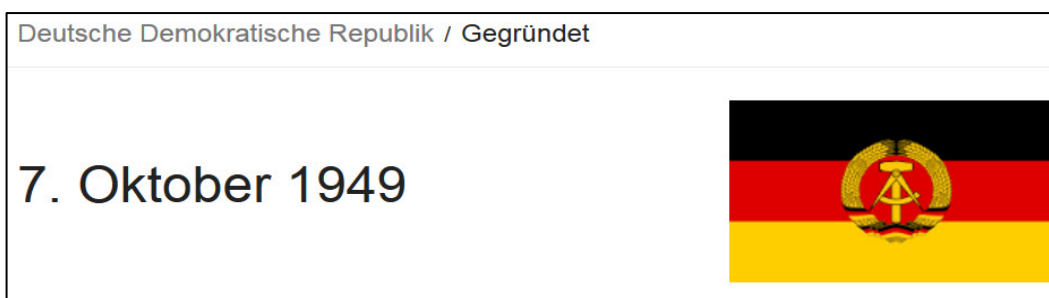 Deutsche Demokratische Republik / Gegründet
7. Oktober 1949